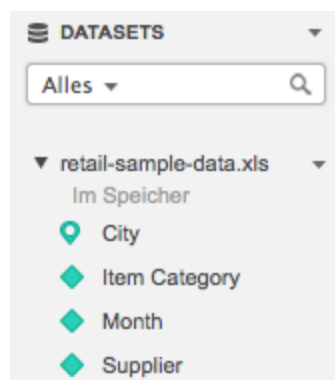 DATASETS
Alles
retail-sample-data.xls
Im Speicher
City
Item Category
Month
Supplier